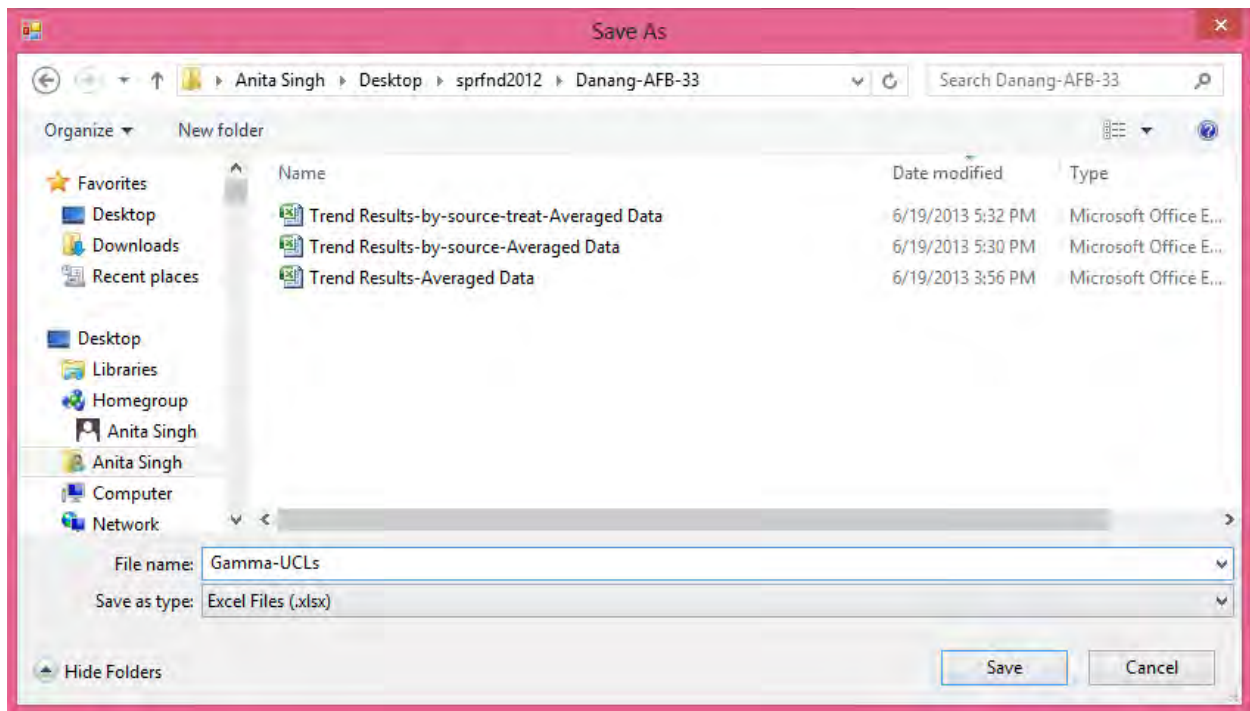 Save As
Anita Singh Desktop sprfnd2012 Danang-AFB-33 Search Danang-AFB-33
Organize New folder
Name Date modified Type
Favorites
Desktop
Downloads
Recent places
Trend Results-by-source-treat-Averaged Data 6/19/2013 5:32 PM Microsoft Office E...
Trend Results-by-source-Averaged Data 6/19/2013 5:30 PM Microsoft Office E...
Trend Results-Averaged Data 6/19/2013 3:56 PM Microsoft Office E...
Desktop
Libraries
Homegroup
Anita Singh
Anita Singh
Computer
Network
File name: Gamma-UCLs
Save as type: Excel Files (.xlsx)
Hide Folders Save Cancel